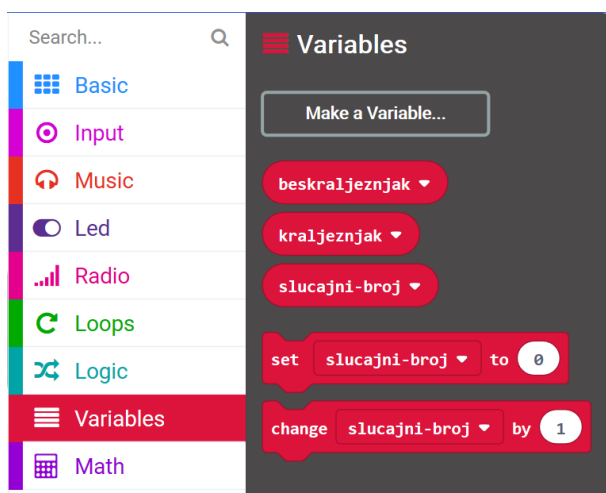 Search...
Basic
Input
Music
Led
Radio
Loops
Logic
Variables
Math
Variables
Make a Variable...
beskraljeznjak
kraljeznjak
slucajni-broj
set slucajni-broj to 0
change slucajni-broj by 1